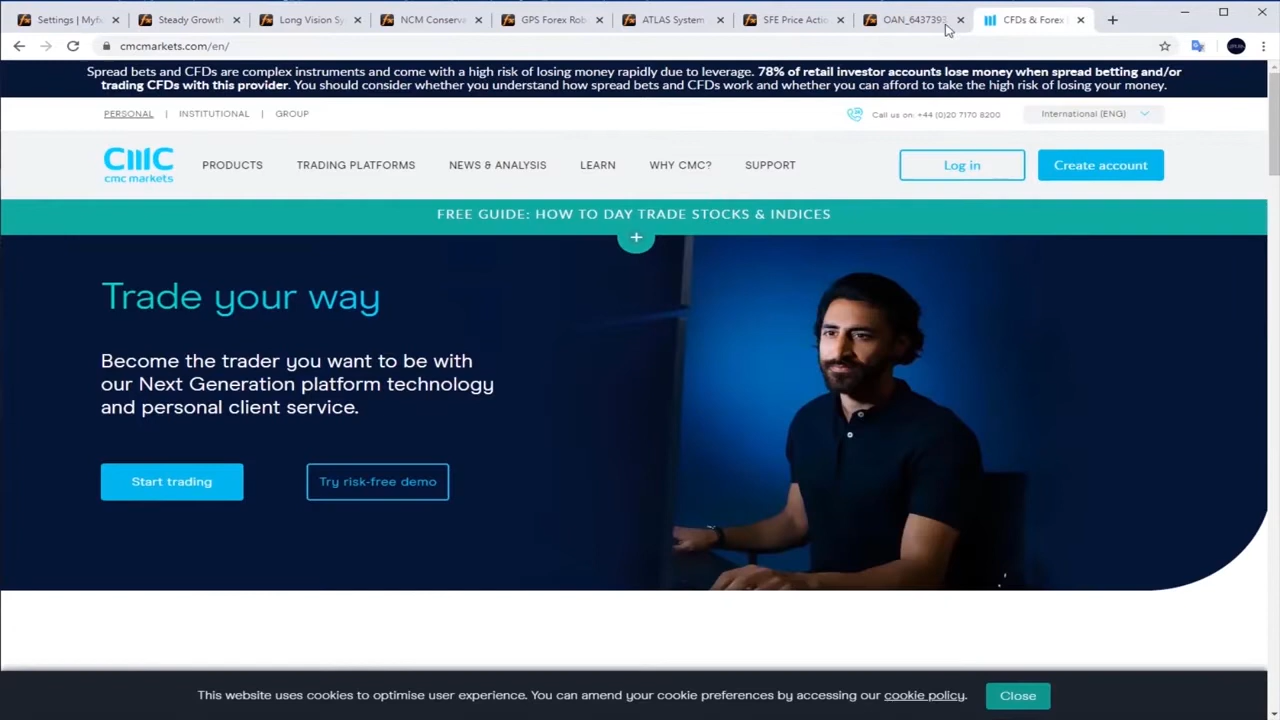 Settings | Myf
Steady Growth
Long Vision Sy
NCM Conserva
GPS Forex Rob
ATLAS System
SFE Price Actio
OAN_6437393
CFDs & Forex
cmcmarkets.com/en/
Spread bets and CFDs are complex instruments and come with a high risk of losing money rapidly due to leverage. 78% of retail investor accounts lose money when spread betting and/or
trading CFDs with this provider. You should consider whether you understand how spread bets and CFDs work and whether you can afford to take the high risk of losing your money.
PERSONAL | INSTITUTIONAL | GROUP
Call us on: +44 (0)20 7170 8200
International (ENG)
CMC
cmc markets
PRODUCTS
TRADING PLATFORMS
NEWS & ANALYSIS
LEARN
WHY CMC?
SUPPORT
Log in
Create account
FREE GUIDE: HOW TO DAY TRADE STOCKS & INDICES
+
Trade your way
Become the trader you want to be with
our Next Generation platform technology
and personal client service.
Start trading
Try risk-free demo
This website uses cookies to optimise user experience. You can amend your cookie preferences by accessing our cookie policy.
Close